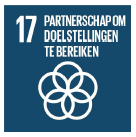 17 PARTNERSCHAP OM
DOELSTELLINGEN
TE BEREIKEN